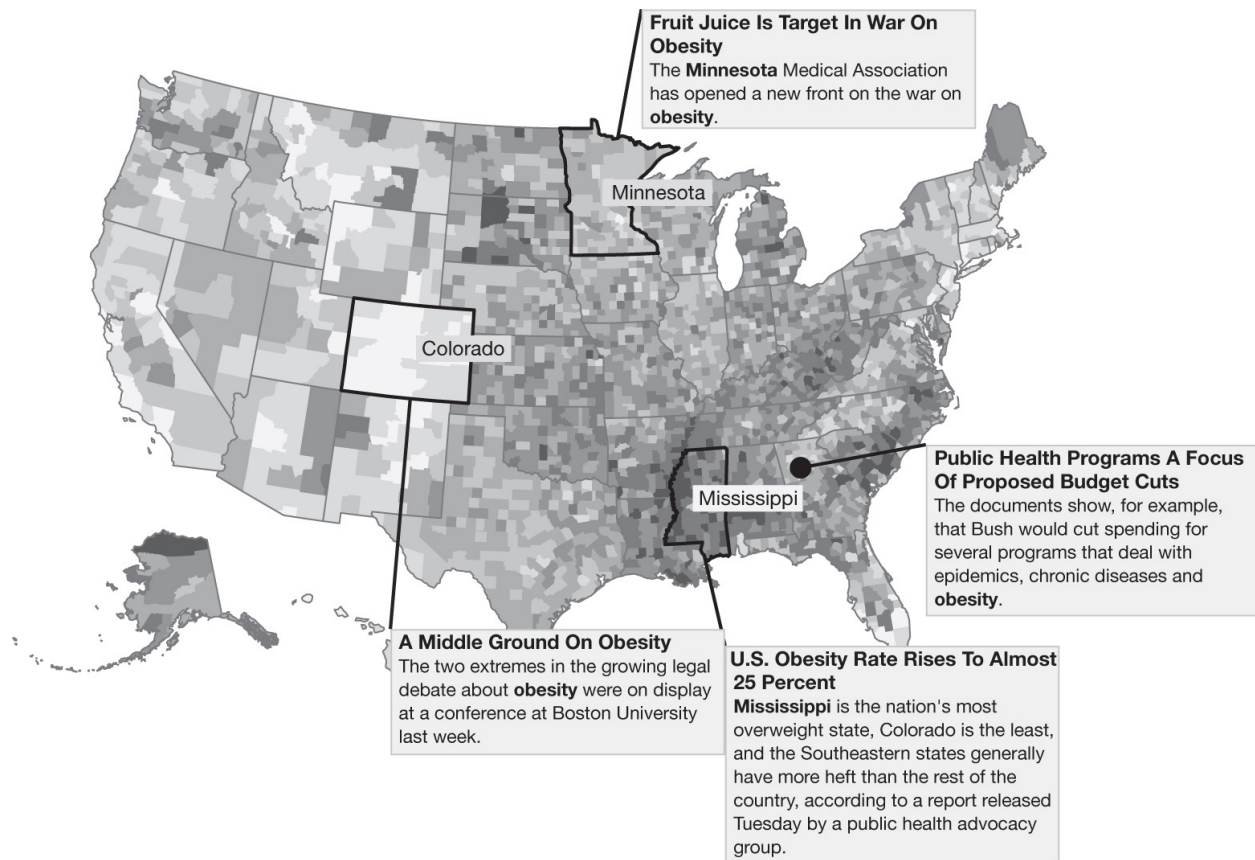 Fruit Juice Is Target In War On
Obesity
The Minnesota Medical Association
has opened a new front on the war on
obesity.
Minnesota
Colorado
Mississippi
Public Health Programs A Focus
Of Proposed Budget Cuts
The documents show, for example,
that Bush would cut spending for
several programs that deal with
epidemics, chronic diseases and
obesity.
A Middle Ground On Obesity
The two extremes in the growing legal
debate about obesity were on display
at a conference at Boston University
last week.
U.S. Obesity Rate Rises To Almost
25 Percent
Mississippi is the nation's most
overweight state, Colorado is the least,
and the Southeastern states generally
have more heft than the rest of the
country, according to a report released
Tuesday by a public health advocacy
group.